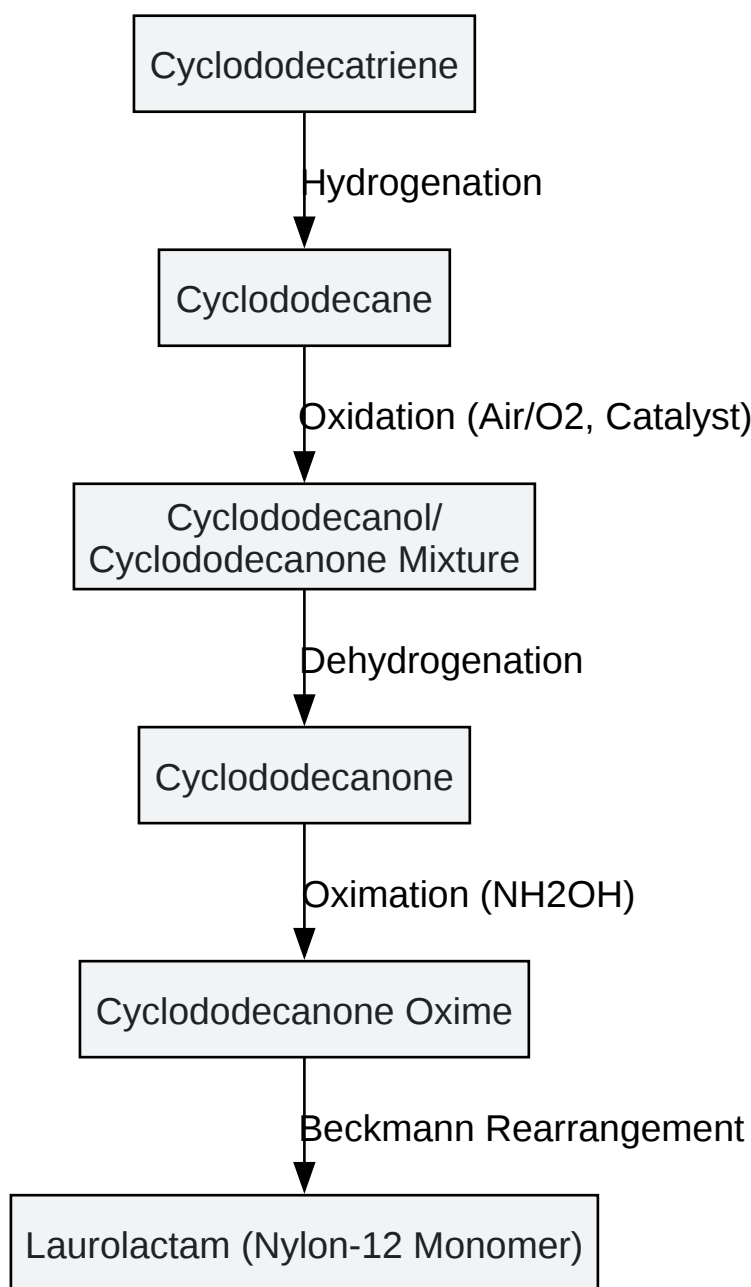 Cyclododecatriene
Hydrogenation
Cyclododecane
Oxidation (Air/O2, Catalyst)
Cyclododecanol/
Cyclododecanone Mixture
Dehydrogenation
Cyclododecanone
Oximation (NH2OH)
Cyclododecanone Oxime
Beckmann Rearrangement
Laurolactam (Nylon-12 Monomer)